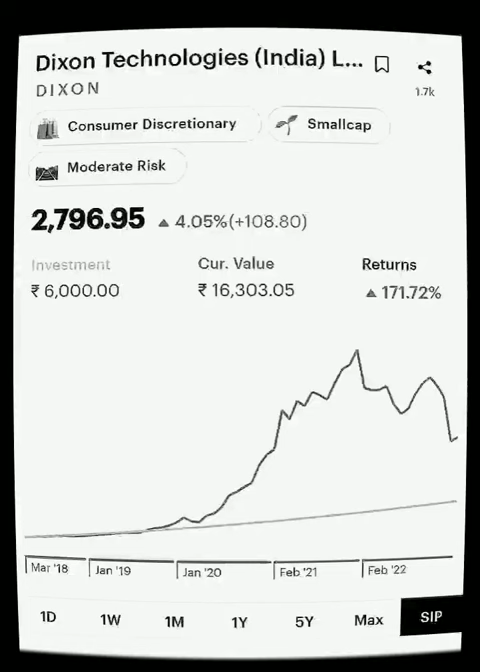 Dixon Technologies (India) L...
DIXON
1.7k
Consumer Discretionary
Smallcap
Moderate Risk
2,796.95 ▲ 4.05%(+108.80)
Investment Cur. Value Returns
₹ 6,000.00 ₹ 16,303.05 ▲ 171.72%
Mar '18 Jan '19 Jan '20 Feb '21 Feb '22
1D 1W 1M 1Y 5Y Max SIP